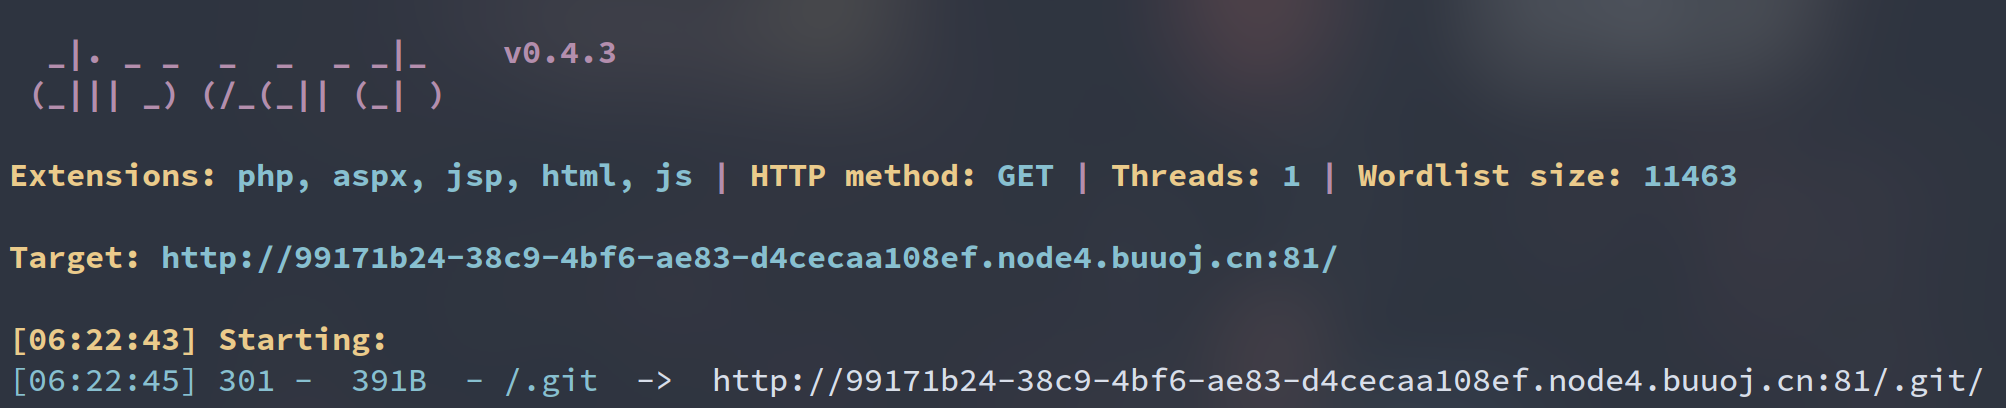 _|. _ _  _  _  _ _|_    v0.4.3
(_||| _) (/_(_|| (_| )
Extensions: php, aspx, jsp, html, js | HTTP method: GET | Threads: 1 | Wordlist size: 11463
Target: http://99171b24-38c9-4bf6-ae83-d4cecaa108ef.node4.buuoj.cn:81/
[06:22:43] Starting:
[06:22:45] 301 -  391B  - /.git  ->  http://99171b24-38c9-4bf6-ae83-d4cecaa108ef.node4.buuoj.cn:81/.git/